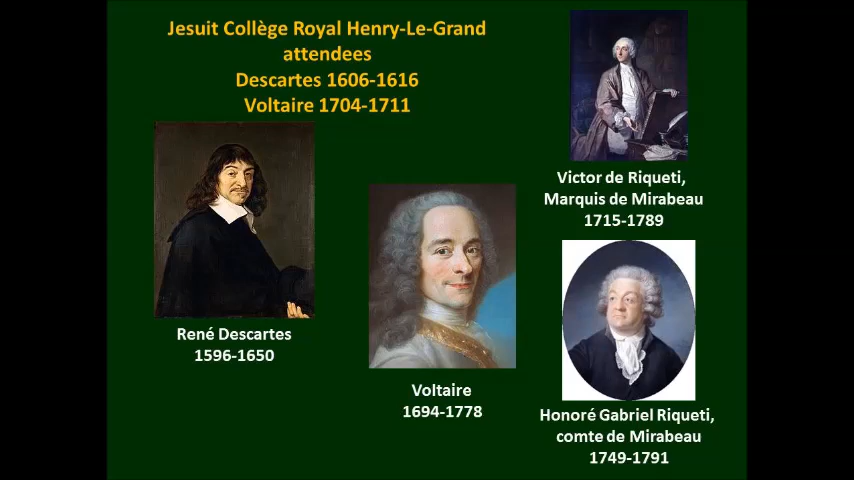 Jesuit Collège Royal Henry-Le-Grand
attendees
Descartes 1606-1616
Voltaire 1704-1711
René Descartes
1596-1650
Voltaire
1694-1778
Victor de Riqueti,
Marquis de Mirabeau
1715-1789
Honoré Gabriel Riqueti,
comte de Mirabeau
1749-1791